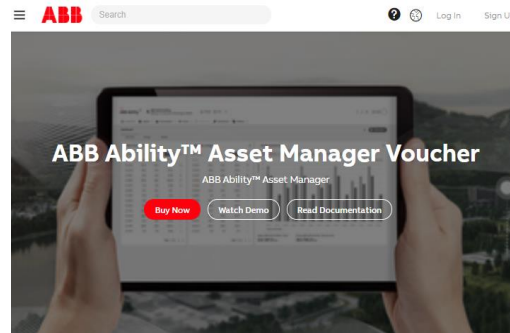 ABB Search Log In Sign U
ABB Ability™ Asset Manager Voucher
ABB Ability™ Asset Manager
Buy Now Watch Demo Read Documentation